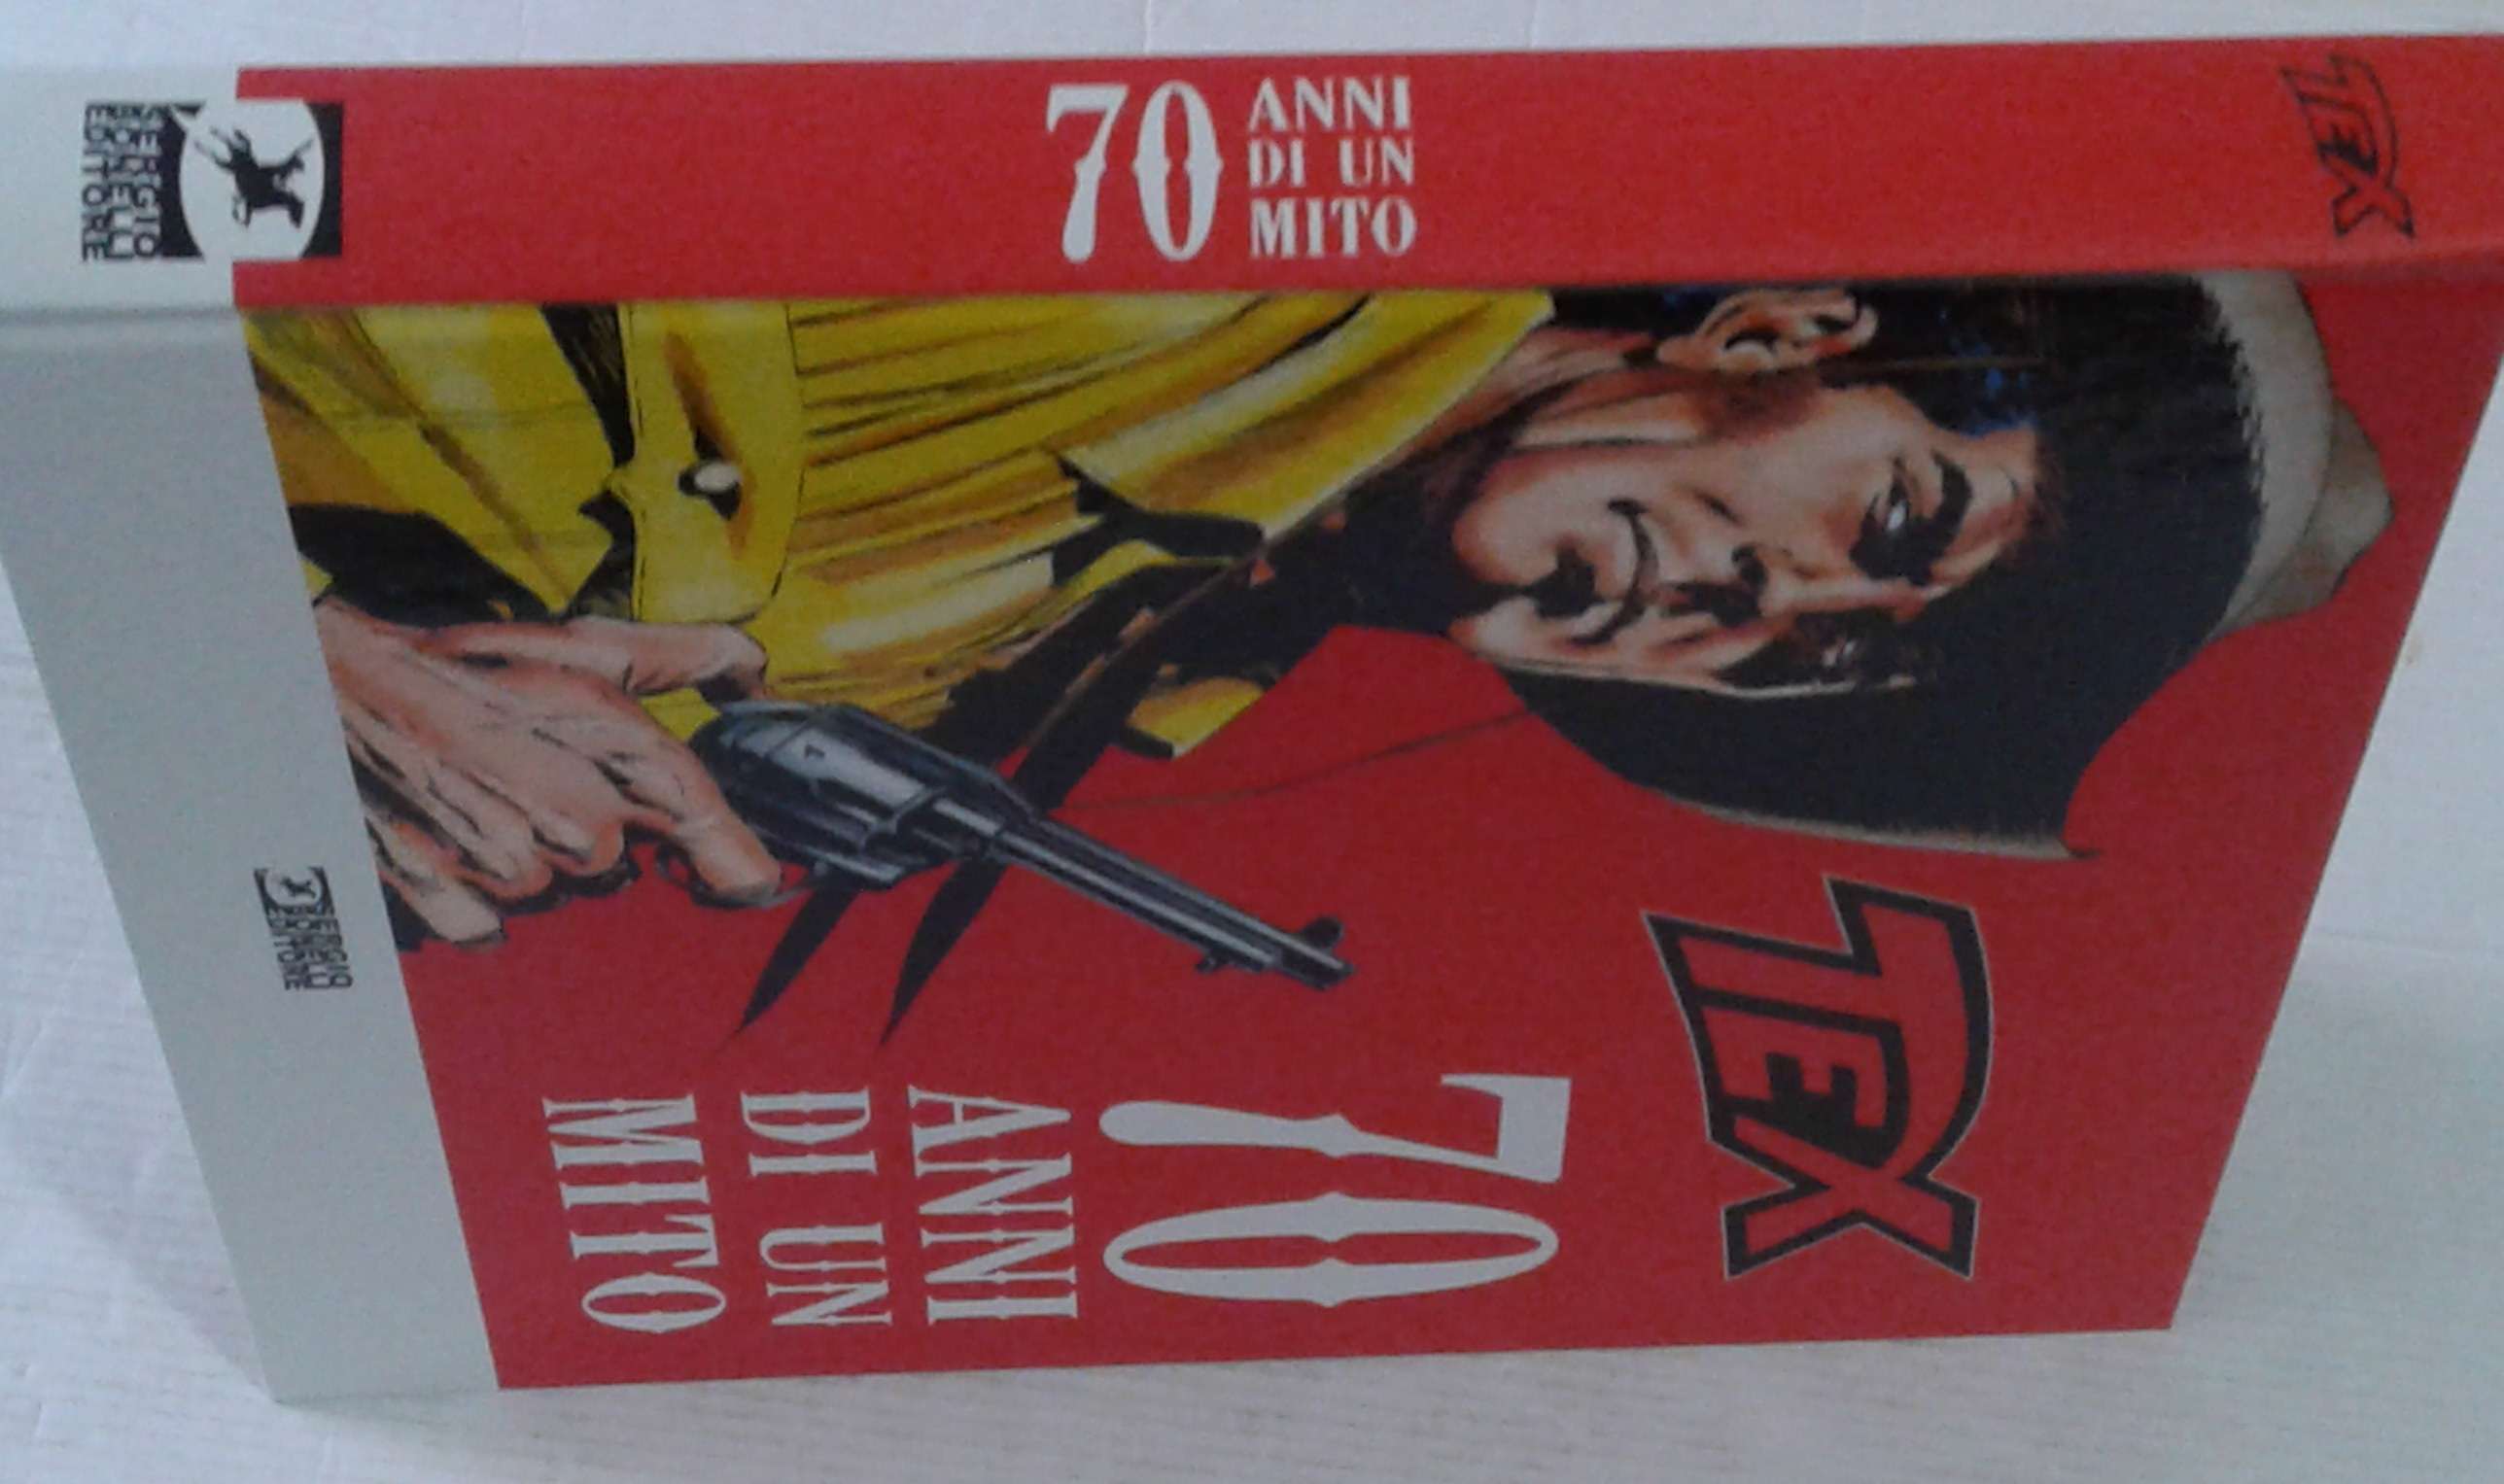 SERGIO
BONELLI
EDITORE
70
ANNI
DI UN
MITO
TEX
TEX
70
ANNI
DI UN
MITO
SERGIO
BONELLI
EDITORE